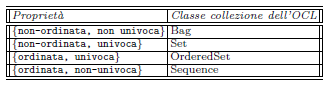 Proprietà Classe collezione dell'OCL
{non-ordinata, non univoca} Bag
{non-ordinata, univoca} Set
{ordinata, univoca} OrderedSet
{ordinata, non-univoca} Sequence